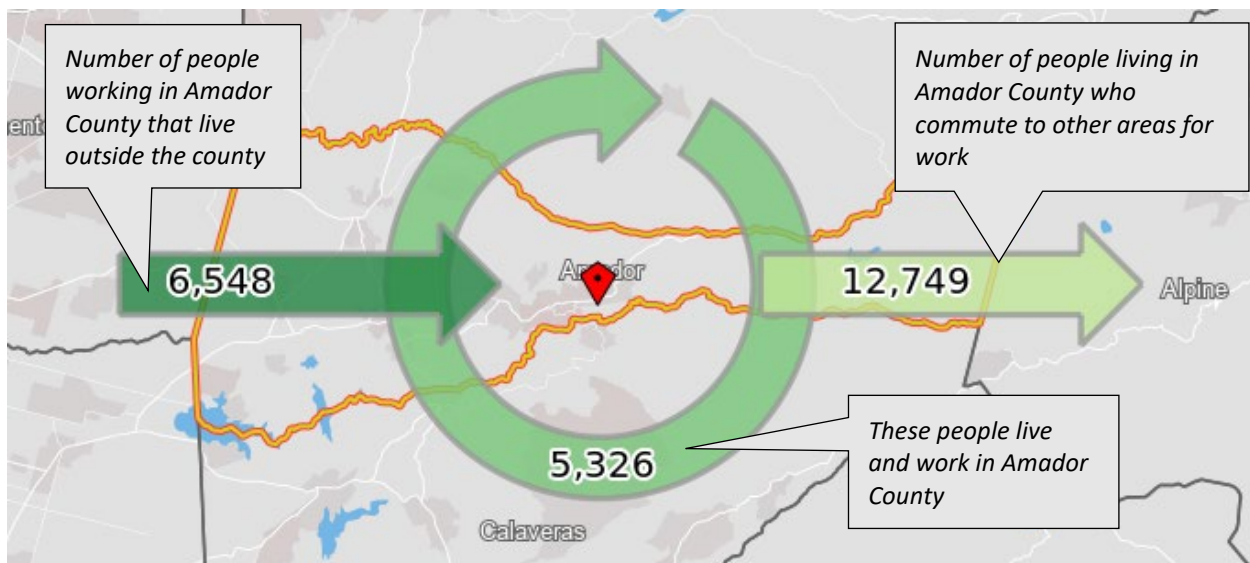 Number of people
working in Amador
County that live
outside the county
Number of people living in
Amador County who
commute to other areas for
work
6,548
Amador
12,749
Alpine
5,326
These people live
and work in Amador
County
Calaveras